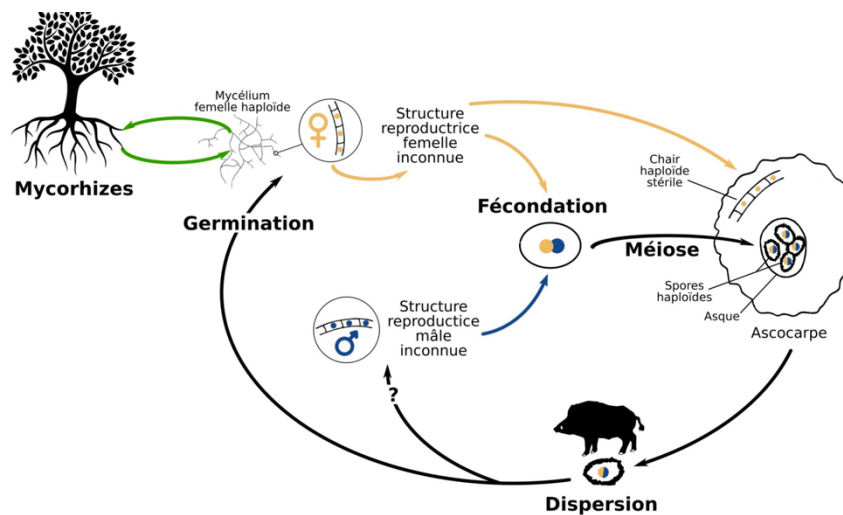 Mycélium
femelle haploïde
Structure
reproductrice
femelle
inconnue
Chair
haploïde
stérile
Mycorhizes
Germination
Fécondation
Méiose
Spores
haploïdes
Asque
Ascocarpe
Structure
reproductice
mâle
inconnue
?
Dispersion